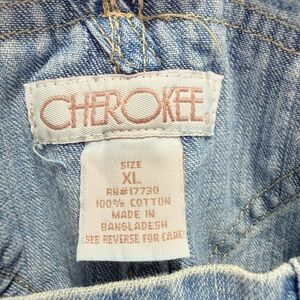 CHEROKEE
SIZE
XL
RN#17730
100% COTTON
MADE IN
BANGLADESH
SEE REVERSE FOR CARE